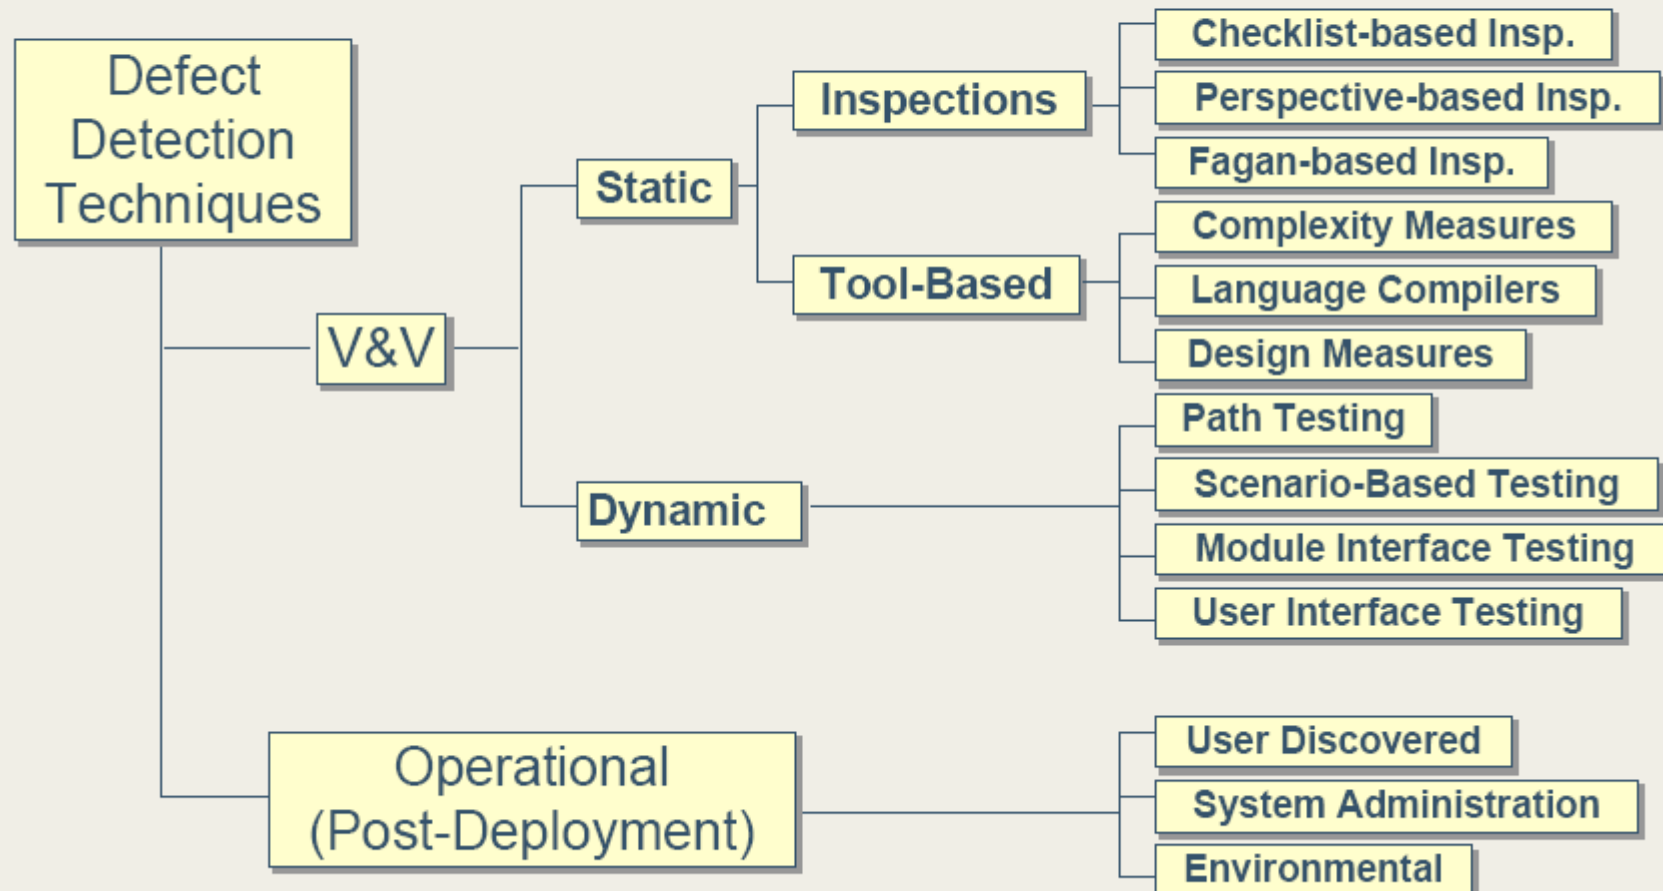 Defect
Detection
Techniques
V&V
Static
Inspections
Checklist-based Insp.
Perspective-based Insp.
Fagan-based Insp.
Tool-Based
Complexity Measures
Language Compilers
Design Measures
Dynamic
Path Testing
Scenario-Based Testing
Module Interface Testing
User Interface Testing
Operational
(Post-Deployment)
User Discovered
System Administration
Environmental